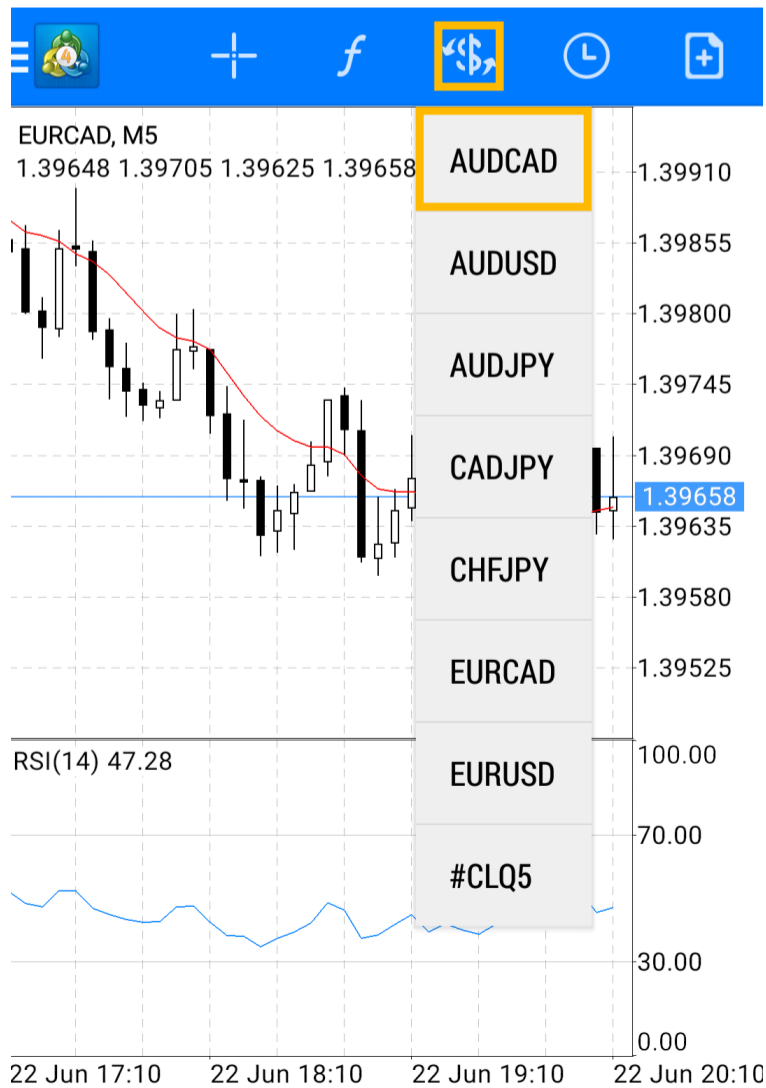 4
f
$
EURCAD, M5
1.39648 1.39705 1.39625 1.39658
AUDCAD
AUDUSD
AUDJPY
CADJPY
CHFJPY
EURCAD
EURUSD
#CLQ5
1.39910
1.39855
1.39800
1.39745
1.39690
1.39658
1.39635
1.39580
1.39525
RSI(14) 47.28
100.00
70.00
30.00
0.00
22 Jun 17:10 22 Jun 18:10 22 Jun 19:10 22 Jun 20:10